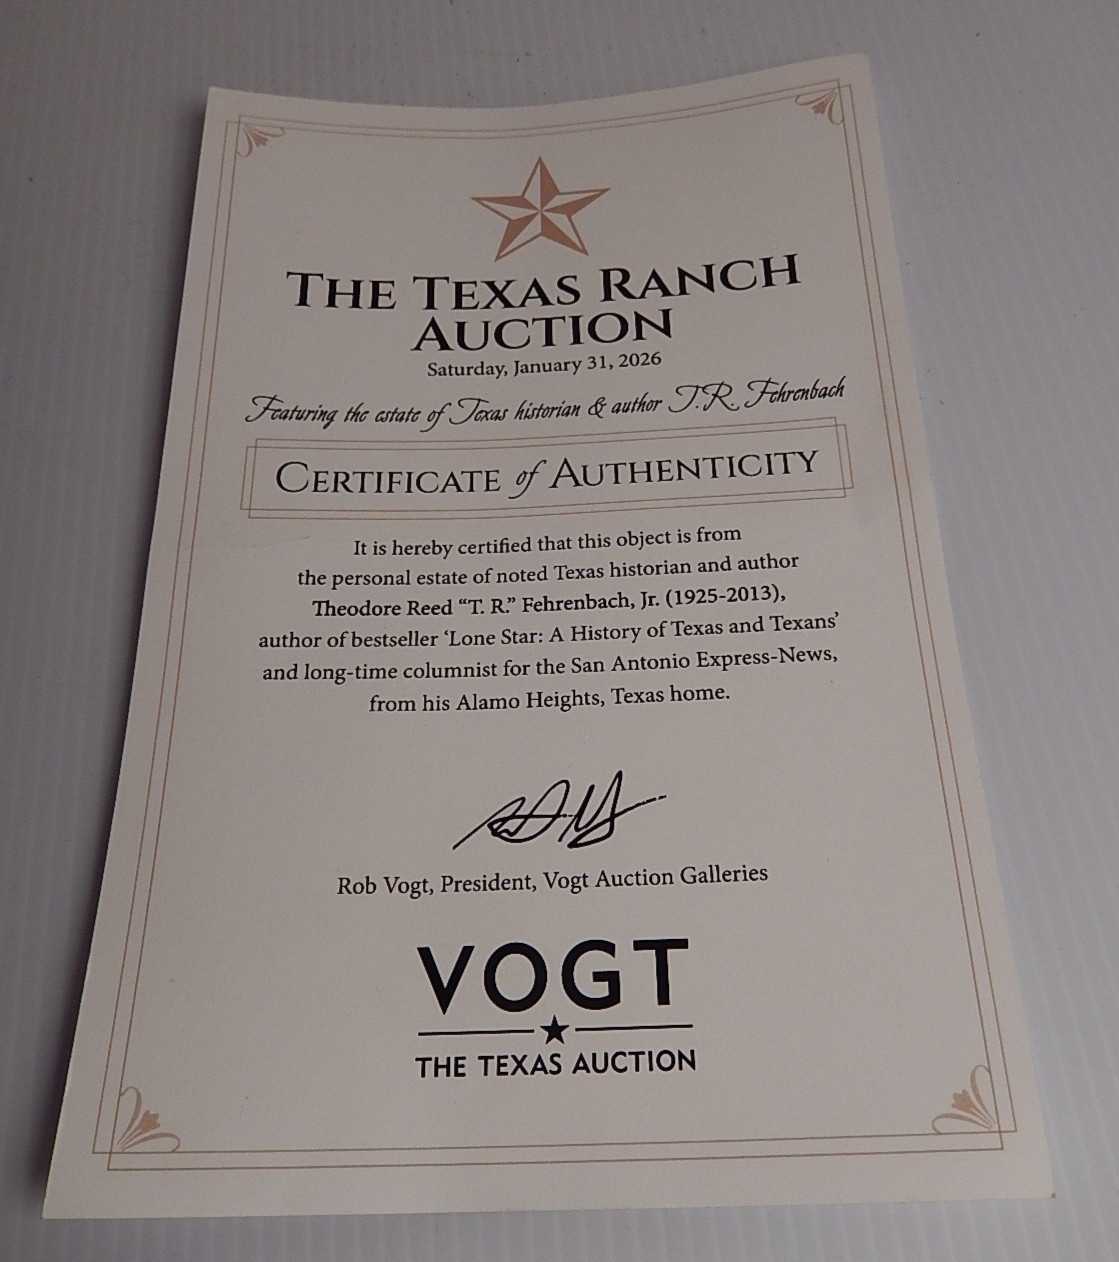 THE TEXAS RANCH
AUCTION
Saturday, January 31, 2026
Featuring the estate of Texas historian & author T.R. Fehrenbach
CERTIFICATE of AUTHENTICITY
It is hereby certified that this object is from
the personal estate of noted Texas historian and author
Theodore Reed “T. R.” Fehrenbach, Jr. (1925-2013),
author of bestseller ‘Lone Star: A History of Texas and Texans’
and long-time columnist for the San Antonio Express-News,
from his Alamo Heights, Texas home.
Rob Vogt, President, Vogt Auction Galleries
VOGT
THE TEXAS AUCTION